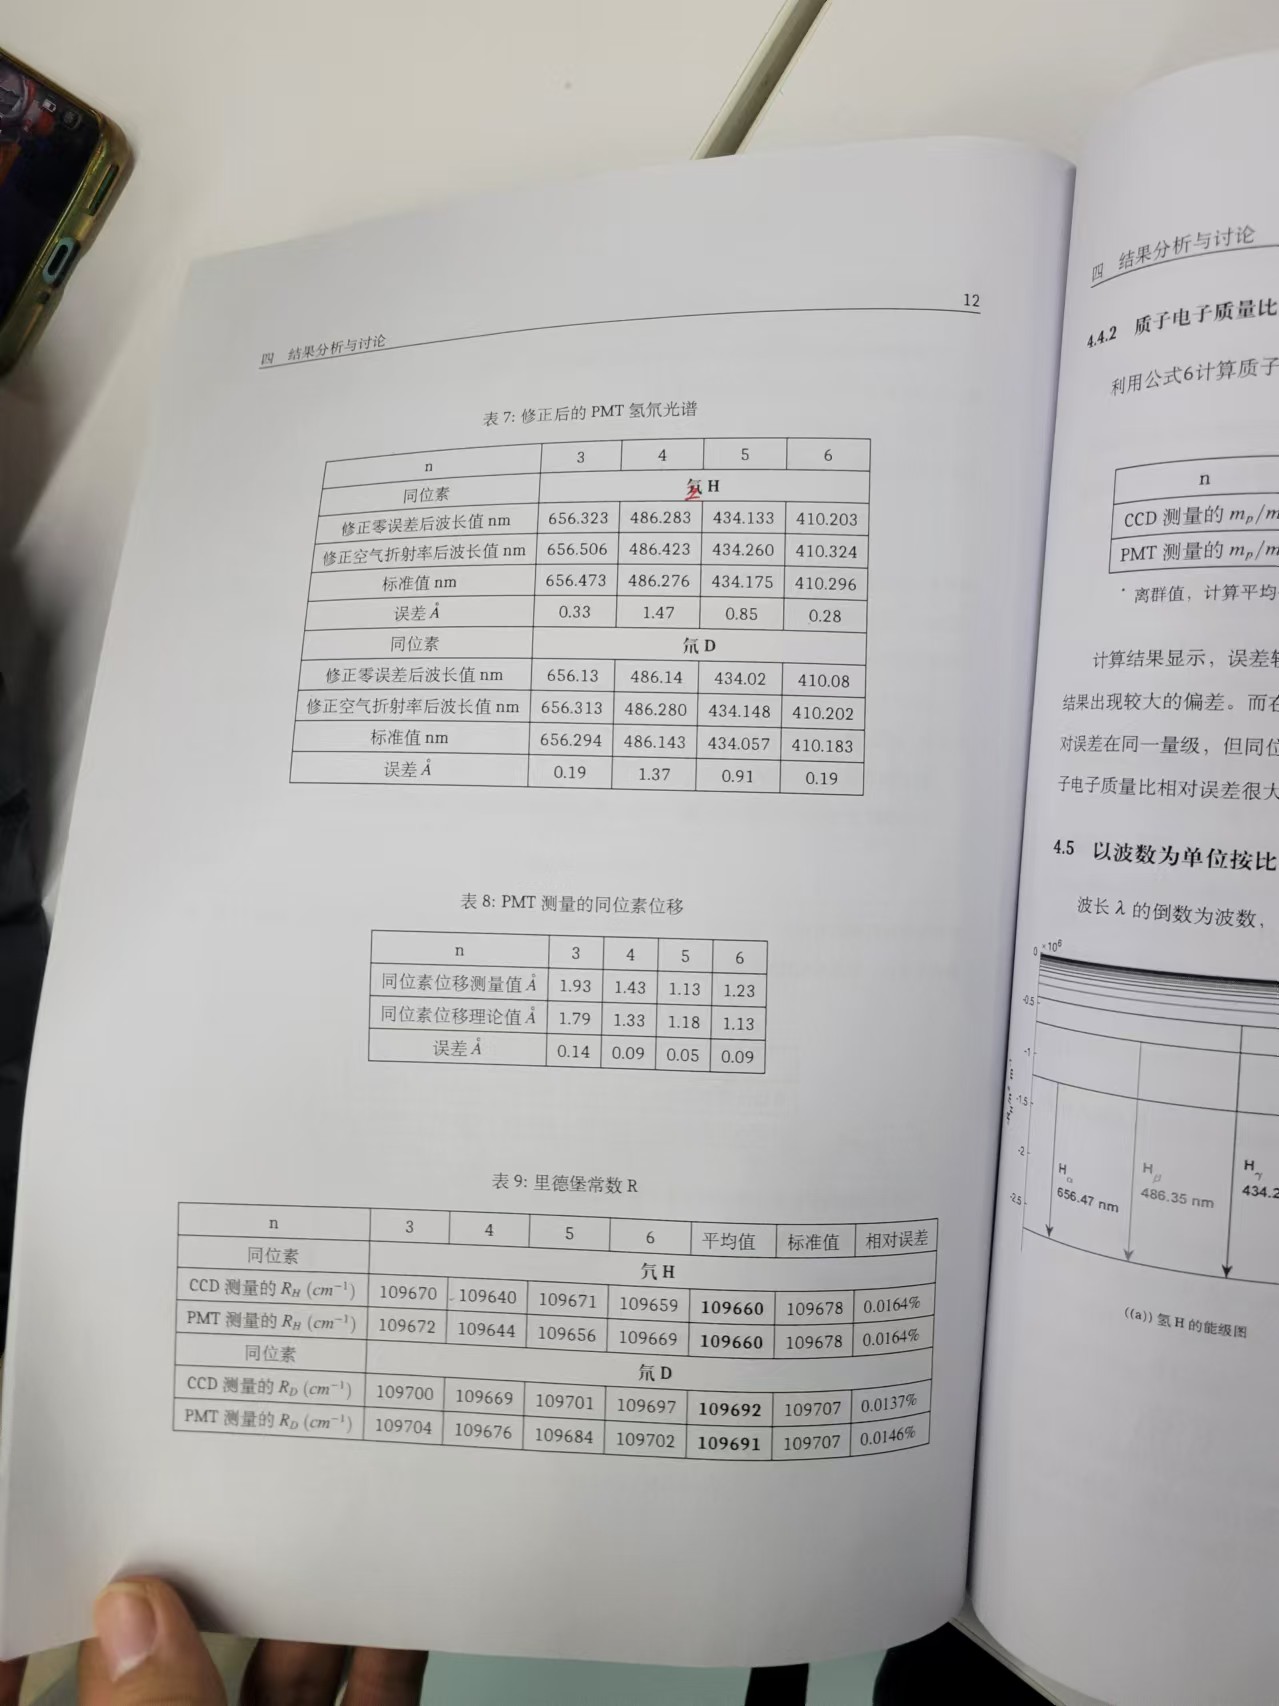 四 结果分析与讨论
12
表 7: 修正后的 PMT 氢氘光谱
n 3 4 5 6
同位素 氢 H
修正零误差后波长值 nm 656.323 486.283 434.133 410.203
修正空气折射率后波长值 nm 656.506 486.423 434.260 410.324
标准值 nm 656.473 486.276 434.175 410.296
误差 Å 0.33 1.47 0.85 0.28
同位素 氘 D
修正零误差后波长值 nm 656.13 486.14 434.02 410.08
修正空气折射率后波长值 nm 656.313 486.280 434.148 410.202
标准值 nm 656.294 486.143 434.057 410.183
误差 Å 0.19 1.37 0.91 0.19
表 8: PMT 测量的同位素位移
n 3 4 5 6
同位素位移测量值 Å 1.93 1.43 1.13 1.23
同位素位移理论值 Å 1.79 1.33 1.18 1.13
误差 Å 0.14 0.09 0.05 0.09
表 9: 里德堡常数 R
n 3 4 5 6 平均值 标准值 相对误差
同位素 氕 H
CCD 测量的 R_H (cm⁻¹) 109670 109640 109671 109659 109660 109678 0.0164%
PMT 测量的 R_H (cm⁻¹) 109672 109644 109656 109669 109660 109678 0.0164%
同位素 氘 D
CCD 测量的 R_D (cm⁻¹) 109700 109669 109701 109697 109692 109707 0.0137%
PMT 测量的 R_D (cm⁻¹) 109704 109676 109684 109702 109691 109707 0.0146%
四 结果分析与讨论
4.4.2 质子电子质量比
利用公式6计算质子
n
CCD 测量的 m_p/m
PMT 测量的 m_p/m
* 离群值，计算平均
计算结果显示，误差
结果出现较大的偏差。而在
对误差在同一量级，但同位
子电子质量比相对误差很大
4.5 以波数为单位按比
波长 λ 的倒数为波数，
×10⁶
0
-0.5
-1
-1.5
-2
-2.5
H_α
656.47 nm
H_β
486.35 nm
H_γ
434.2
((a)) 氢 H 的能级图